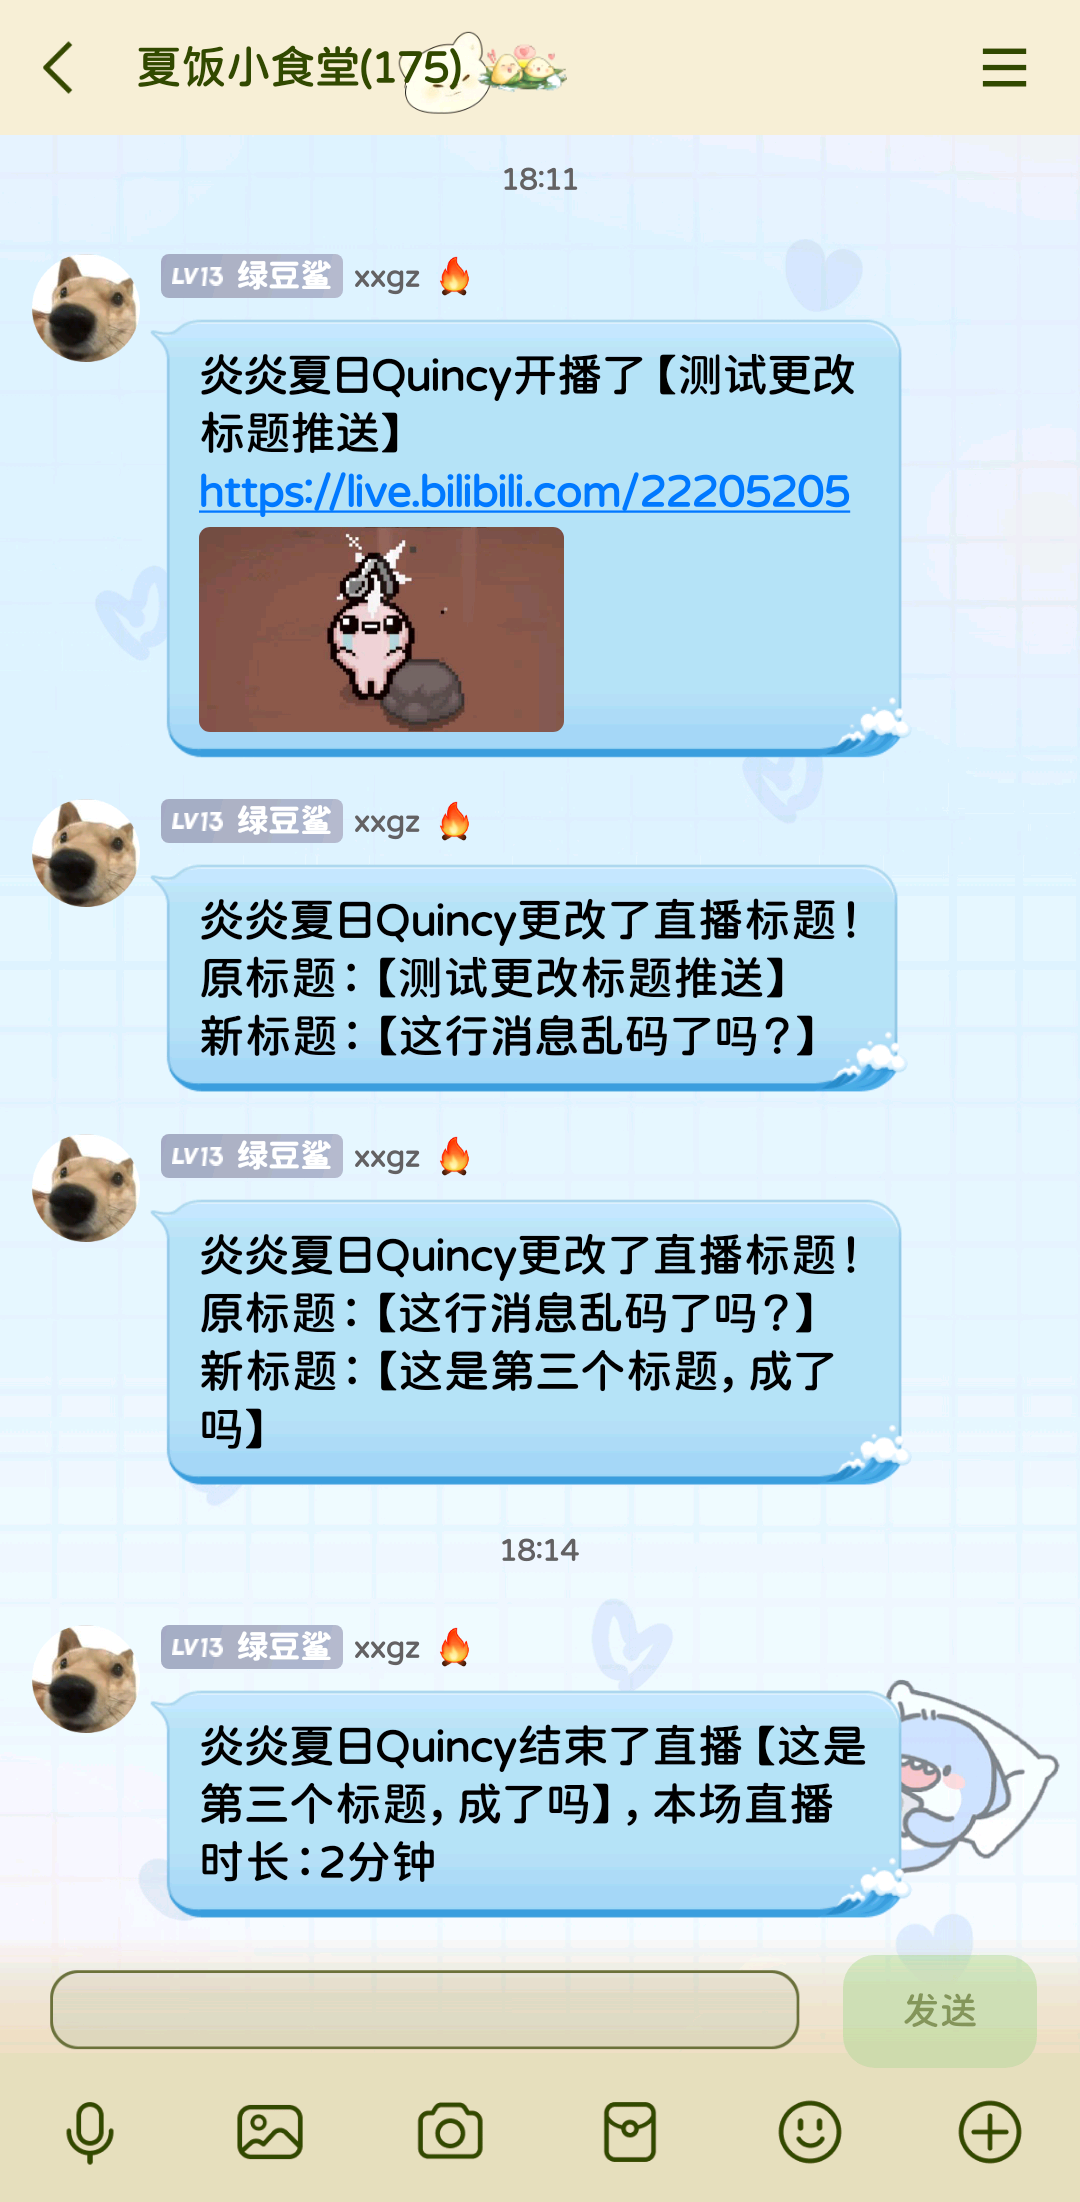 夏饭小食堂(175)
18:11
LV13 绿豆鲨 xxgz
炎炎夏日Quincy开播了【测试更改
标题推送】
https://live.bilibili.com/22205205
LV13 绿豆鲨 xxgz
炎炎夏日Quincy更改了直播标题！
原标题：【测试更改标题推送】
新标题：【这行消息乱码了吗？】
LV13 绿豆鲨 xxgz
炎炎夏日Quincy更改了直播标题！
原标题：【这行消息乱码了吗？】
新标题：【这是第三个标题，成了
吗】
18:14
LV13 绿豆鲨 xxgz
炎炎夏日Quincy结束了直播【这是
第三个标题，成了吗】，本场直播
时长：2分钟
发送